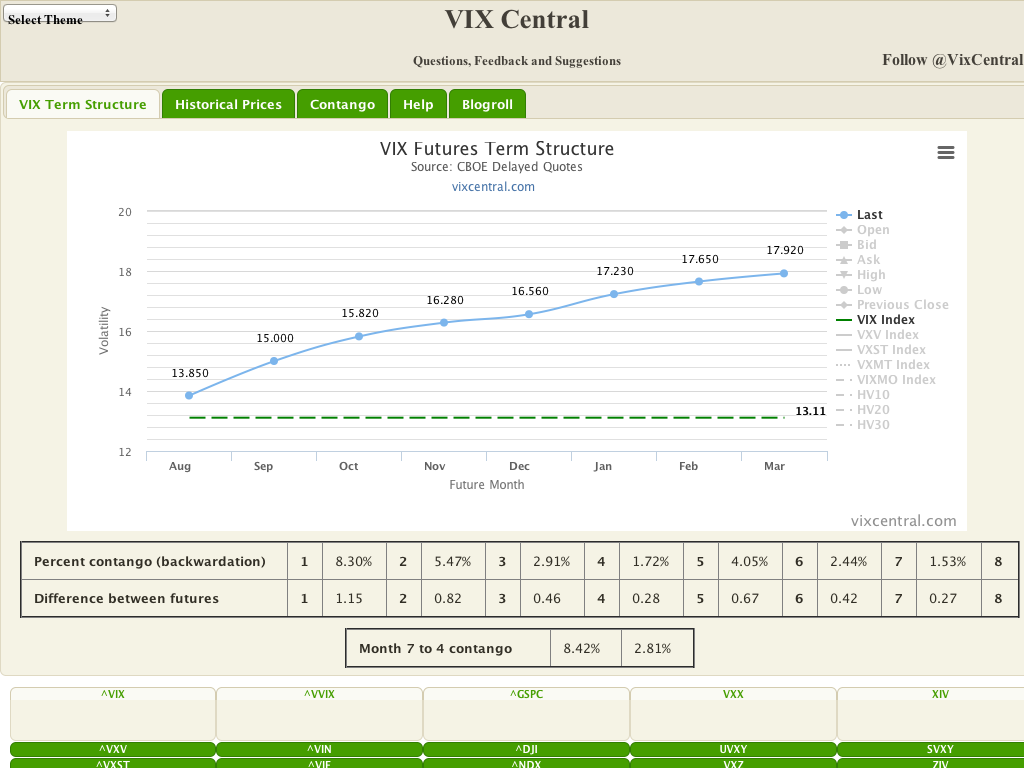 Select Theme
VIX Central
Questions, Feedback and Suggestions
Follow @VixCentral
VIX Term Structure Historical Prices Contango Help Blogroll
VIX Futures Term Structure
Source: CBOE Delayed Quotes
vixcentral.com
Volatility
20
18
16
14
12
13.850
15.000
15.820
16.280
16.560
17.230
17.650
17.920
13.11
Aug Sep Oct Nov Dec Jan Feb Mar
Future Month
Last
Open
Bid
Ask
High
Low
Previous Close
VIX Index
VXV Index
VXST Index
VXMT Index
VIXMO Index
HV10
HV20
HV30
vixcentral.com
Percent contango (backwardation) 1 8.30% 2 5.47% 3 2.91% 4 1.72% 5 4.05% 6 2.44% 7 1.53% 8
Difference between futures 1 1.15 2 0.82 3 0.46 4 0.28 5 0.67 6 0.42 7 0.27 8
Month 7 to 4 contango 8.42% 2.81%
^VIX ^VVIX ^GSPC VXX XIV
^VXV ^VIN ^DJI UVXY SVXY
^VXST ^VIF ^NDX VXZ ZIV